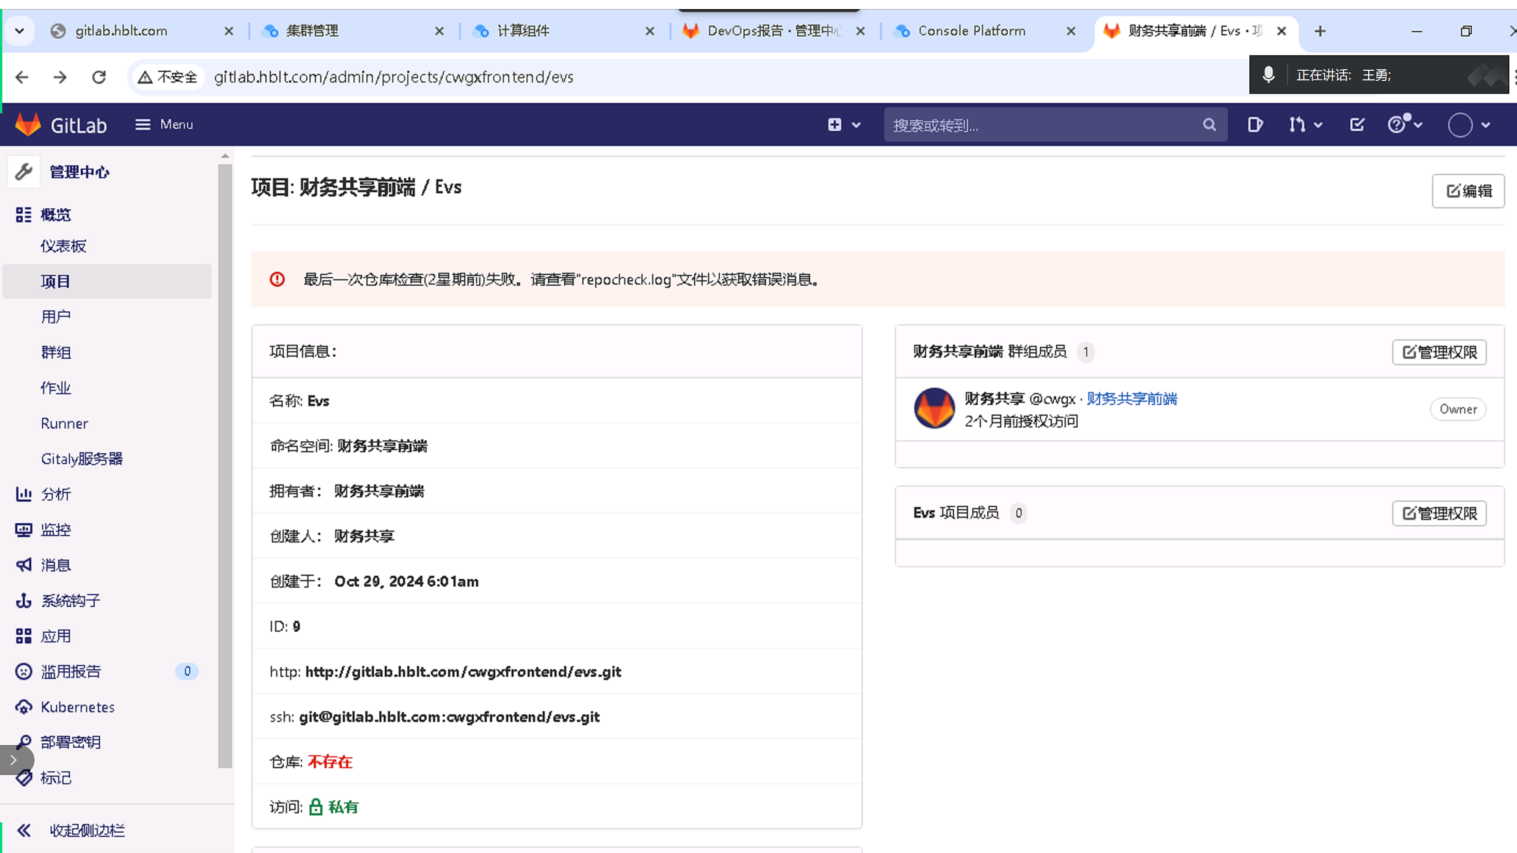 gitlab.hblt.com
集群管理
计算组件
DevOps报告 · 管理中心
Console Platform
财务共享前端 / Evs · 项
不安全
gitlab.hblt.com/admin/projects/cwgxfrontend/evs
正在讲话: 王勇;
GitLab
Menu
搜索或转到...
管理中心
概览
仪表板
项目
用户
群组
作业
Runner
Gitaly服务器
分析
监控
消息
系统钩子
应用
滥用报告 0
Kubernetes
部署密钥
标记
收起侧边栏
项目: 财务共享前端 / Evs
编辑
最后一次仓库检查(2星期前)失败。请查看"repocheck.log"文件以获取错误消息。
项目信息:
名称: Evs
命名空间: 财务共享前端
拥有者: 财务共享前端
创建人: 财务共享
创建于: Oct 29, 2024 6:01am
ID: 9
http: http://gitlab.hblt.com/cwgxfrontend/evs.git
ssh: git@gitlab.hblt.com:cwgxfrontend/evs.git
仓库: 不存在
访问: 私有
财务共享前端 群组成员 1
管理权限
财务共享 @cwgx · 财务共享前端
2个月前授权访问
Owner
Evs 项目成员 0
管理权限